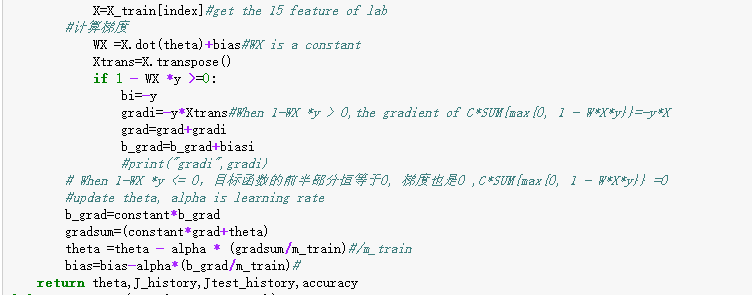 X=X_train[index]#get the 15 feature of lab
#计算梯度
WX =X.dot(theta)+bias#WX is a constant
Xtrans=X.transpose()
if 1 - WX *y >=0:
bi=-y
gradi=-y*Xtrans#When 1-WX *y > 0,the gradient of C*SUM{max{0, 1 - W*X*y}}=-y*X
grad=grad+gradi
b_grad=b_grad+biasi
#print("gradi",gradi)
# When 1-WX *y <= 0, 目标函数的前半部分值等于0, 梯度也是0 ,C*SUM{max{0, 1 - W*X*y}} =0
#update theta, alpha is learning rate
b_grad=constant*b_grad
gradsum=(constant*grad+theta)
theta =theta - alpha * (gradsum/m_train)#/m_train
bias=bias-alpha*(b_grad/m_train)#
return theta,J_history,Jtest_history,accuracy